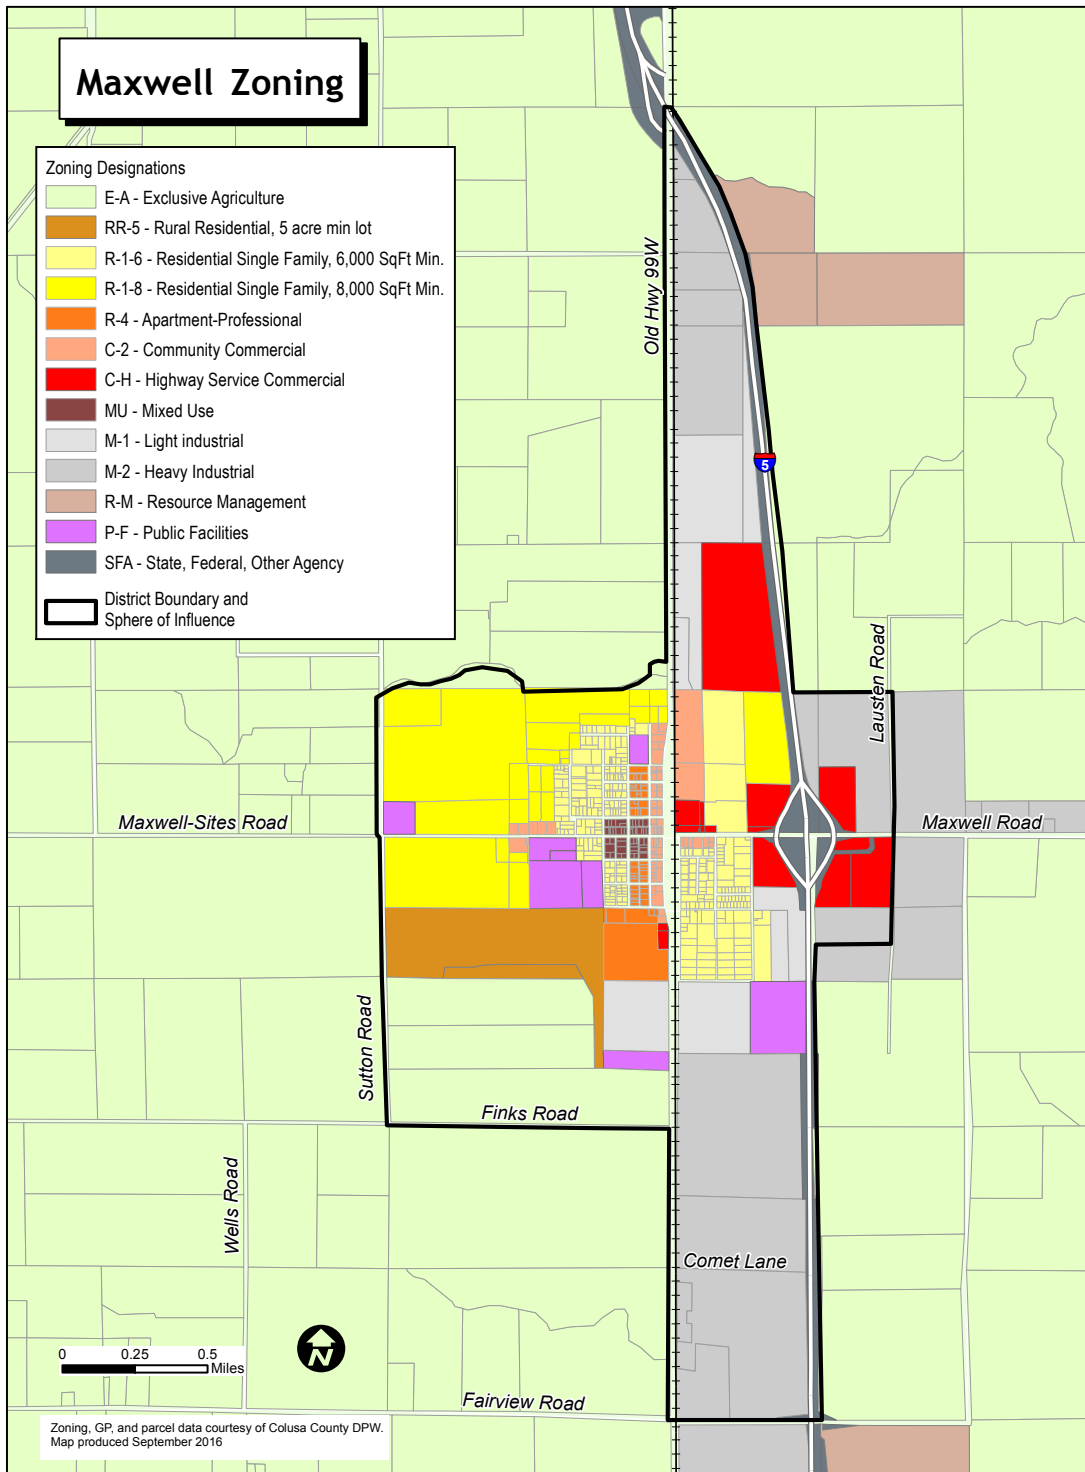 Maxwell Zoning
Zoning Designations
E-A - Exclusive Agriculture
RR-5 - Rural Residential, 5 acre min lot
R-1-6 - Residential Single Family, 6,000 SqFt Min.
R-1-8 - Residential Single Family, 8,000 SqFt Min.
R-4 - Apartment-Professional
C-2 - Community Commercial
C-H - Highway Service Commercial
MU - Mixed Use
M-1 - Light industrial
M-2 - Heavy Industrial
R-M - Resource Management
P-F - Public Facilities
SFA - State, Federal, Other Agency
District Boundary and
Sphere of Influence
Old Hwy 99W
5
Lausten Road
Maxwell-Sites Road
Maxwell Road
Sutton Road
Finks Road
Wells Road
Comet Lane
N
0 0.25 0.5
Miles
Fairview Road
Zoning, GP, and parcel data courtesy of Colusa County DPW.
Map produced September 2016